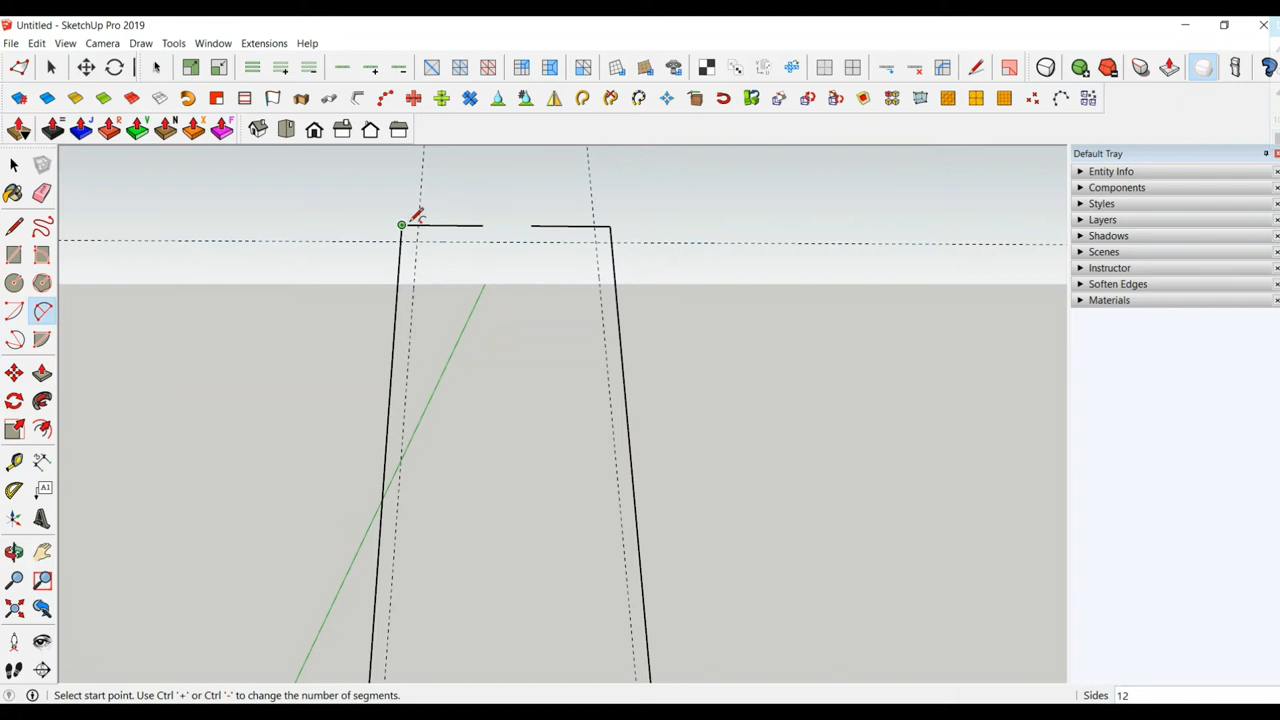 Untitled - SketchUp Pro 2019
File Edit View Camera Draw Tools Window Extensions Help
= J R V N X F
Default Tray
Entity Info
Components
Styles
Layers
Shadows
Scenes
Instructor
Soften Edges
Materials
A1
Select start point. Use Ctrl '+' or Ctrl '-' to change the number of segments. Sides 12